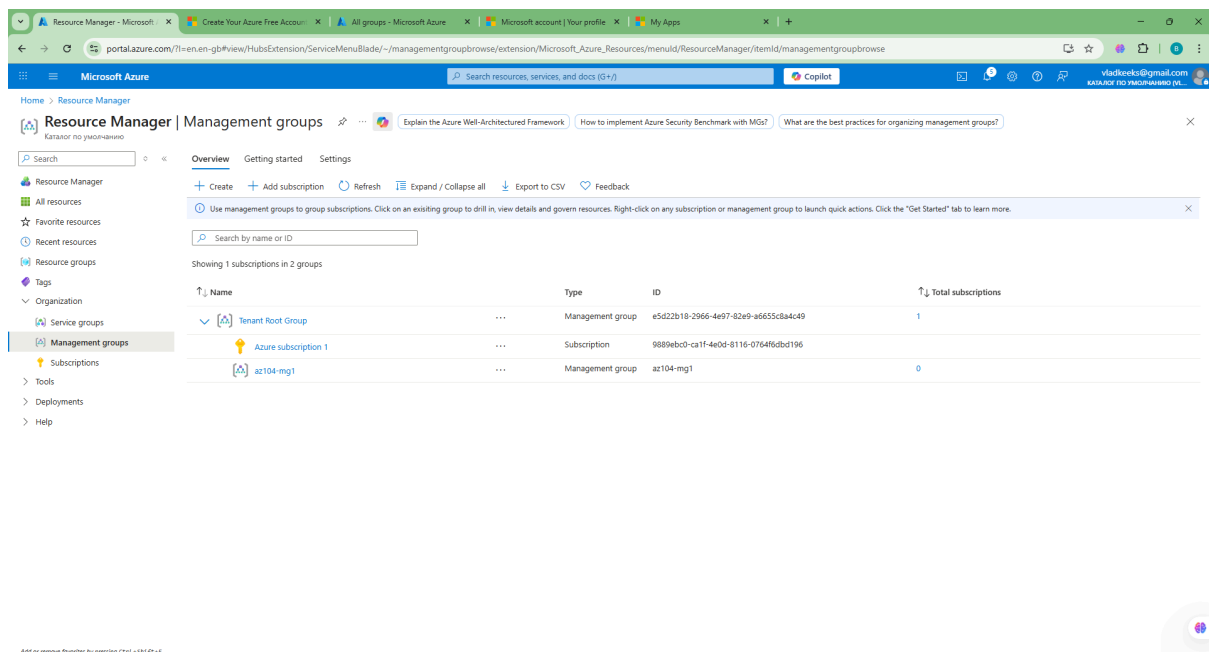 Resource Manager - Microsoft
Create Your Azure Free Account
All groups - Microsoft Azure
Microsoft account | Your profile
My Apps
portal.azure.com/?l=en.en-gb#view/HubsExtension/ServiceMenuBlade/~/managementgroupbrowse/extension/Microsoft_Azure_Resources/menuId/ResourceManager/itemId/managementgroupbrowse
B
Microsoft Azure
Search resources, services, and docs (G+/)
Copilot
5
vladkeeks@gmail.com
КАТАЛОГ ПО УМОЛЧАНИЮ (VL...
Home > Resource Manager
Resource Manager | Management groups
Каталог по умолчанию
Explain the Azure Well-Architectured Framework
How to implement Azure Security Benchmark with MGs?
What are the best practices for organizing management groups?
Search
Resource Manager
All resources
Favorite resources
Recent resources
Resource groups
Tags
Organization
Service groups
Management groups
Subscriptions
Tools
Deployments
Help
Overview Getting started Settings
Create Add subscription Refresh Expand / Collapse all Export to CSV Feedback
Use management groups to group subscriptions. Click on an exisiting group to drill in, view details and govern resources. Right-click on any subscription or management group to launch quick actions. Click the "Get Started" tab to learn more.
Search by name or ID
Showing 1 subscriptions in 2 groups
Name Type ID Total subscriptions
Tenant Root Group ... Management group e5d22b18-2966-4e97-82e9-a6655c8a4c49 1
Azure subscription 1 ... Subscription 9889ebc0-ca1f-4e0d-8116-0764f6dbd196
az104-mg1 ... Management group az104-mg1 0
Add or remove favorites by pressing Ctrl+Shift+F